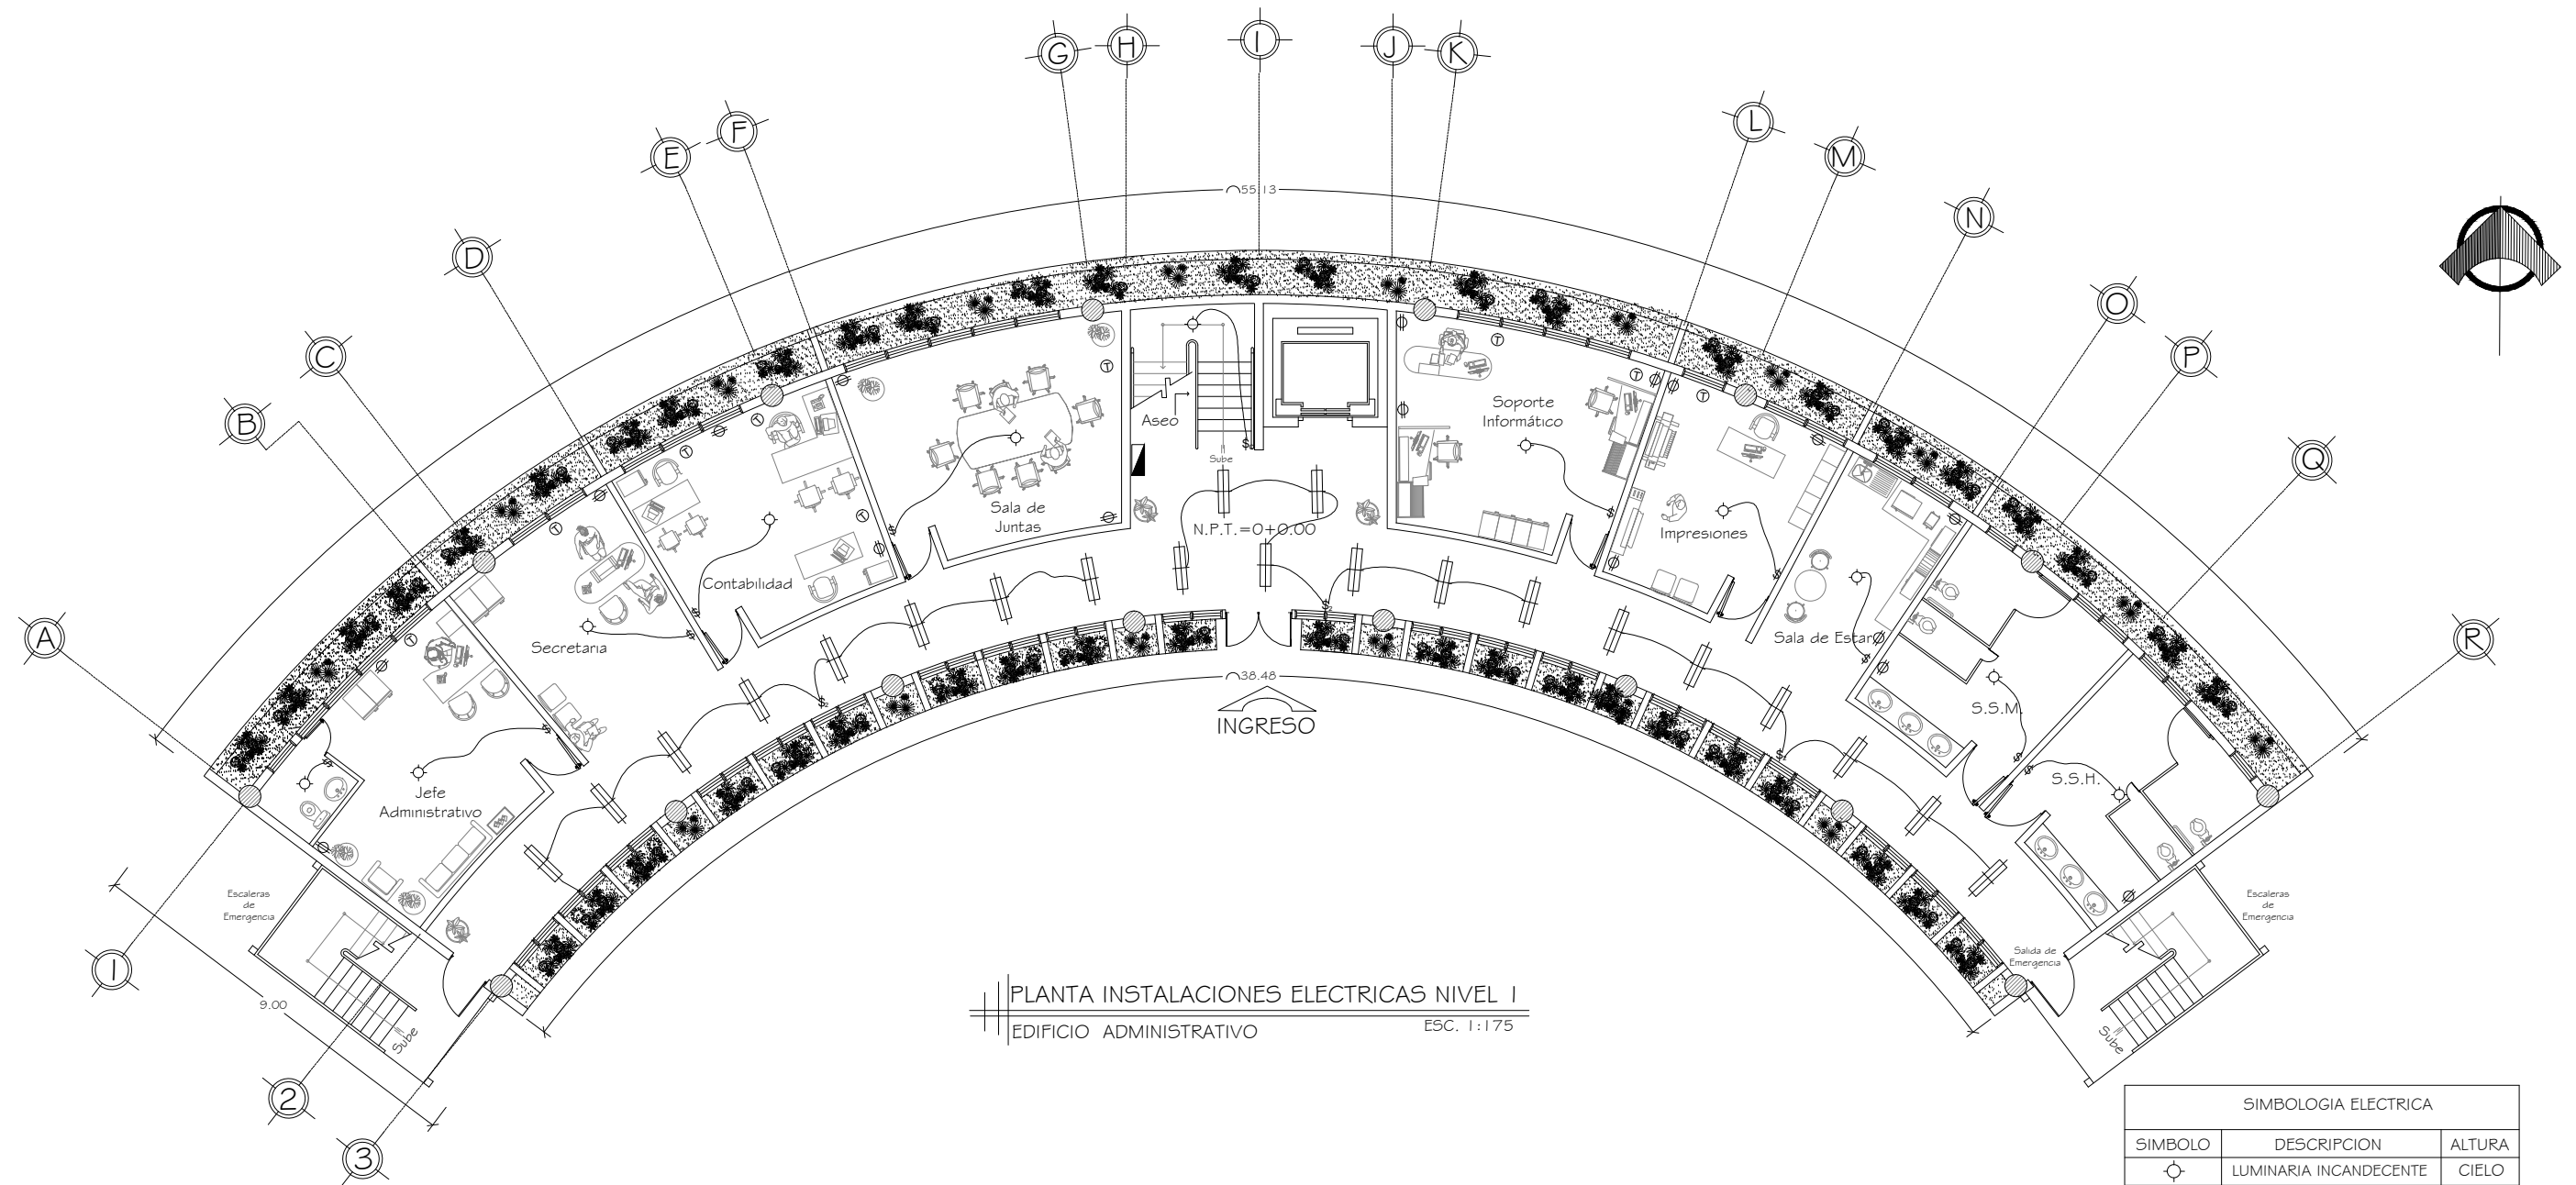 G
H
I
J
K
F
L
E
M
N
D
O
C
P
B
Q
A
R
⌒55.13
Aseo
Sube
Soporte
Informático
Sala de
Juntas
N.P.T.=0+0.00
Impresiones
Contabilidad
Secretaria
Sala de Estar
⌒38.48
INGRESO
S.S.M.
S.S.H.
Jefe
Administrativo
Escaleras
de
Emergencia
Escaleras
de
Emergencia
Salida de
Emergencia
9.00
Sube
Sube
1
2
3
PLANTA INSTALACIONES ELECTRICAS NIVEL 1
EDIFICIO ADMINISTRATIVO
ESC. 1:175
SIMBOLOGIA ELECTRICA
SIMBOLO DESCRIPCION ALTURA
LUMINARIA INCANDECENTE CIELO